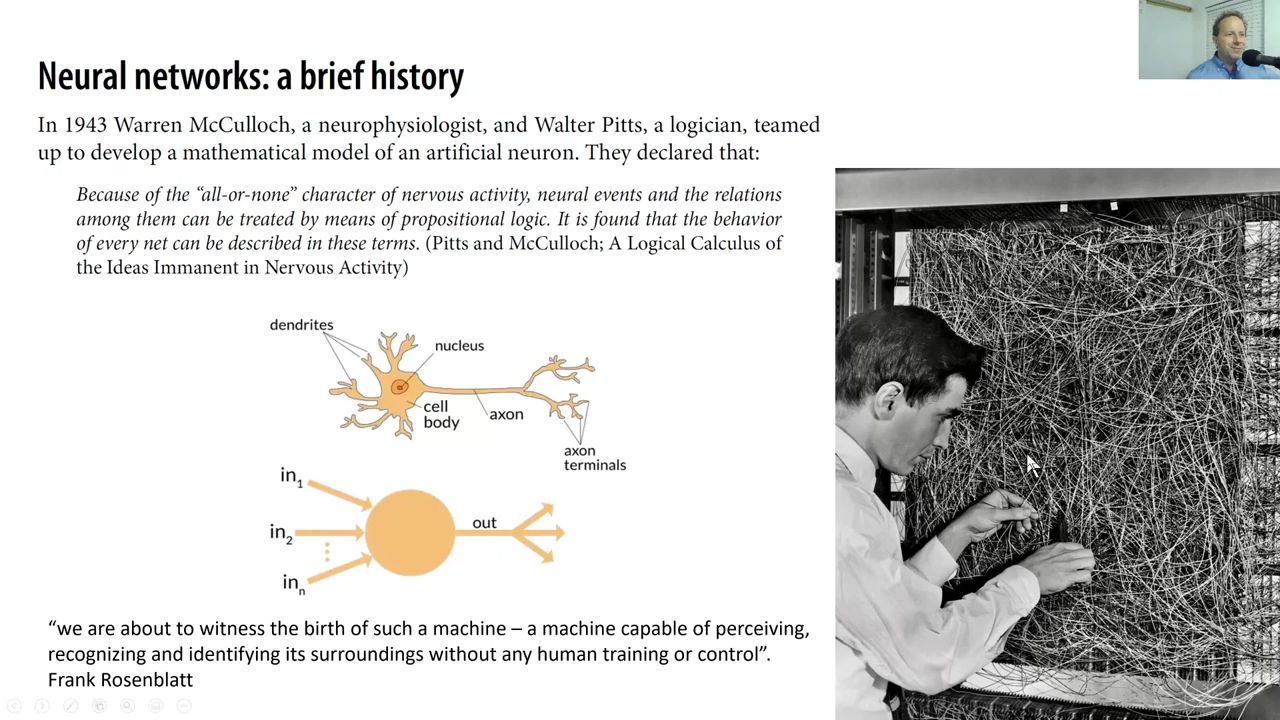 Neural networks: a brief history
In 1943 Warren McCulloch, a neurophysiologist, and Walter Pitts, a logician, teamed
up to develop a mathematical model of an artificial neuron. They declared that:
Because of the “all-or-none” character of nervous activity, neural events and the relations
among them can be treated by means of propositional logic. It is found that the behavior
of every net can be described in these terms. (Pitts and McCulloch; A Logical Calculus of
the Ideas Immanent in Nervous Activity)
dendrites
nucleus
cell
body
axon
axon
terminals
in1
in2
inn
out
“we are about to witness the birth of such a machine – a machine capable of perceiving,
recognizing and identifying its surroundings without any human training or control”.
Frank Rosenblatt